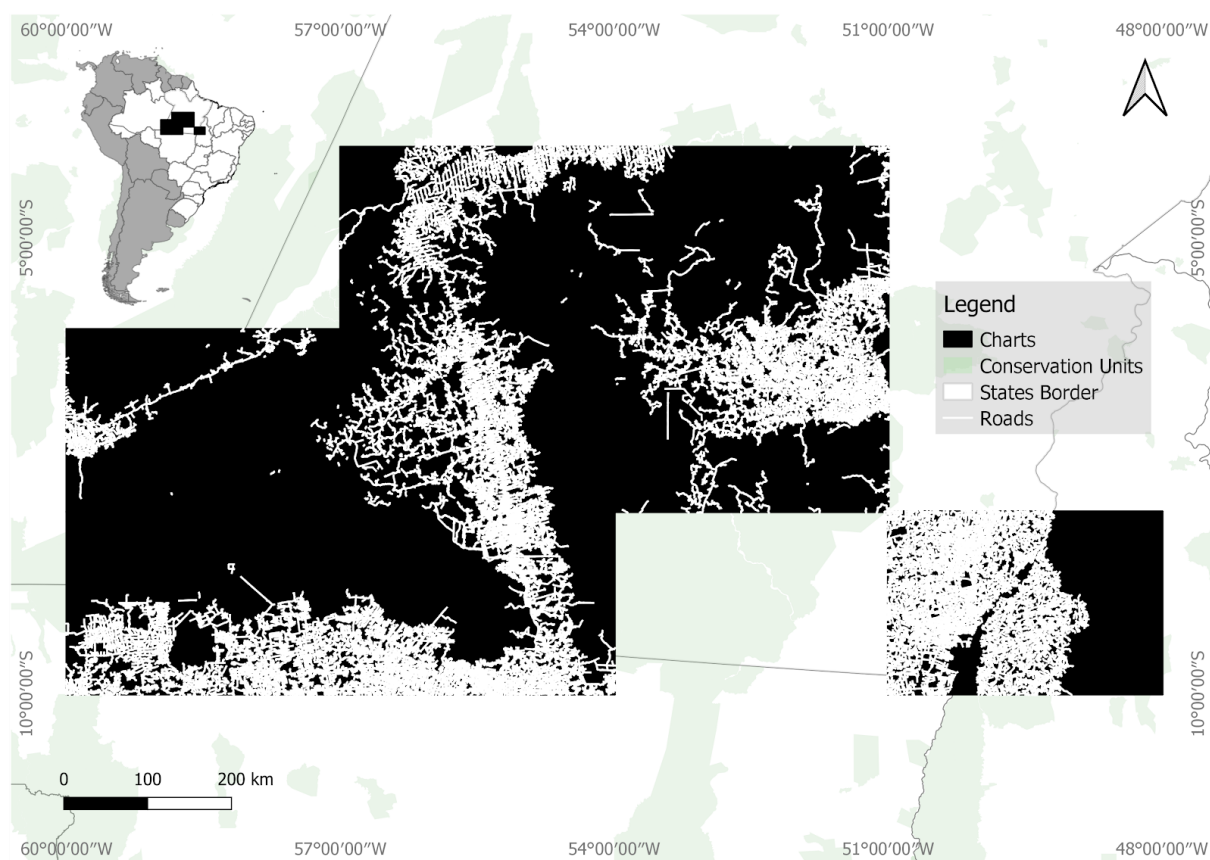 60°00′00″W 57°00′00″W 54°00′00″W 51°00′00″W 48°00′00″W
5°00′00″S
5°00′00″S
Legend
Charts
Conservation Units
States Border
Roads
10°00′00″S
10°00′00″S
0 100 200 km
60°00′00″W 57°00′00″W 54°00′00″W 51°00′00″W 48°00′00″W